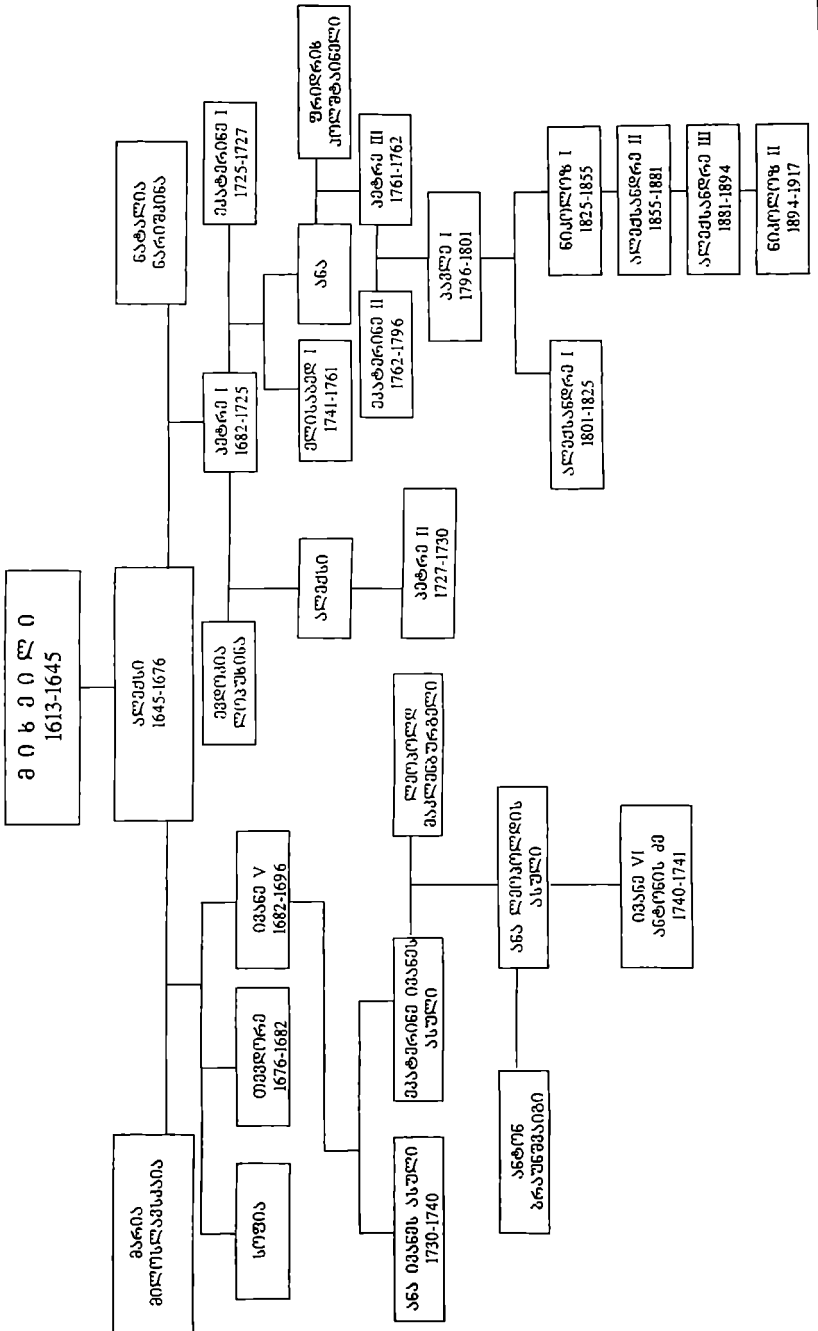 მ ი ხ ე ი ლ ი
1613-1645
მარია
მილოსლავსკაია
ალექსი
1645-1676
ნატალია
ნარიშკინა
სოფია
თევდორე
1676-1682
ივანე V
1682-1696
ევდოკია
ლოპუხინა
პეტრე I
1682-1725
ეკატერინე I
1725-1727
ალექსი
ელისაბედ I
1741-1761
ანა
ფრიდრიხ
ჰოლშტაინელი
ანა ივანეს ასული
1730-1740
ეკატერინე ივანეს
ასული
ლეოპოლდ
მაკლენბურგელი
პეტრე II
1727-1730
ეკატერინე II
1762-1796
პეტრე III
1761-1762
პავლე I
1796-1801
ანტონ
ბრაუნშვაიგი
ანა ლეოპოლდის
ასული
ალექსანდრე I
1801-1825
ნიკოლოზ I
1825-1855
ივანე VI
ანტონის ძე
1740-1741
ალექსანდრე II
1855-1881
ალექსანდრე III
1881-1894
ნიკოლოზ II
1894-1917